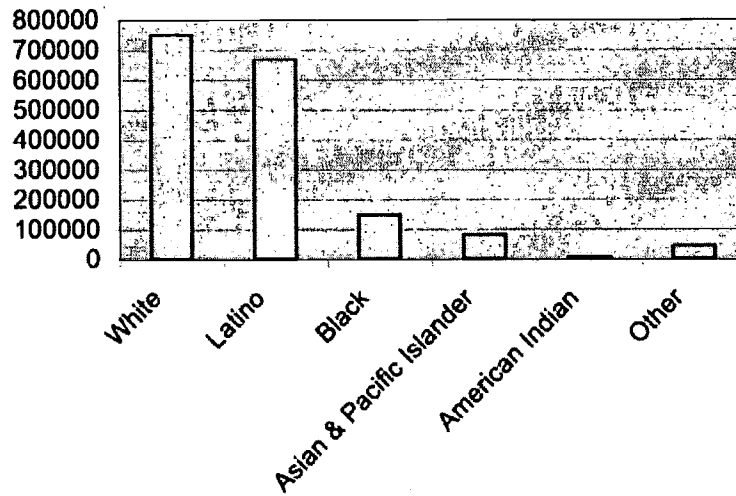 800000
700000
600000
500000
400000
300000
200000
100000
0
White
Latino
Black
Asian & Pacific Islander
American Indian
Other